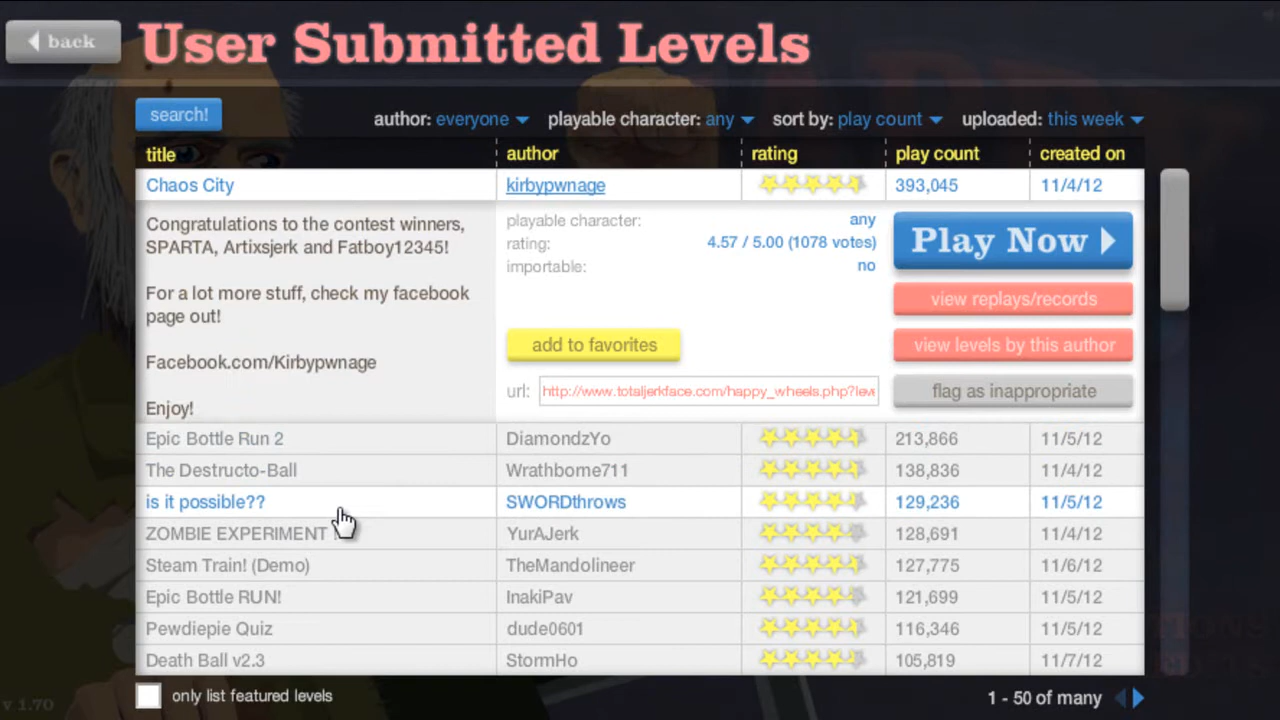 back
User Submitted Levels
search! author: everyone playable character: any sort by: play count uploaded: this week
title author rating play count created on
Chaos City kirbypwnage 393,045 11/4/12
Congratulations to the contest winners,
SPARTA, Artixsjerk and Fatboy12345!
For a lot more stuff, check my facebook
page out!
Facebook.com/Kirbypwnage
Enjoy!
playable character: any
rating: 4.57 / 5.00 (1078 votes)
importable: no
add to favorites
url: http://www.totaljerkface.com/happy_wheels.php?leve
Play Now
view replays/records
view levels by this author
flag as inappropriate
Epic Bottle Run 2 DiamondzYo 213,866 11/5/12
The Destructo-Ball Wrathborne711 138,836 11/4/12
is it possible?? SWORDthrows 129,236 11/5/12
ZOMBIE EXPERIMENT YurAJerk 128,691 11/4/12
Steam Train! (Demo) TheMandolineer 127,775 11/6/12
Epic Bottle RUN! InakiPav 121,699 11/5/12
Pewdiepie Quiz dude0601 116,346 11/5/12
Death Ball v2.3 StormHo 105,819 11/7/12
only list featured levels 1 - 50 of many
v 1.70